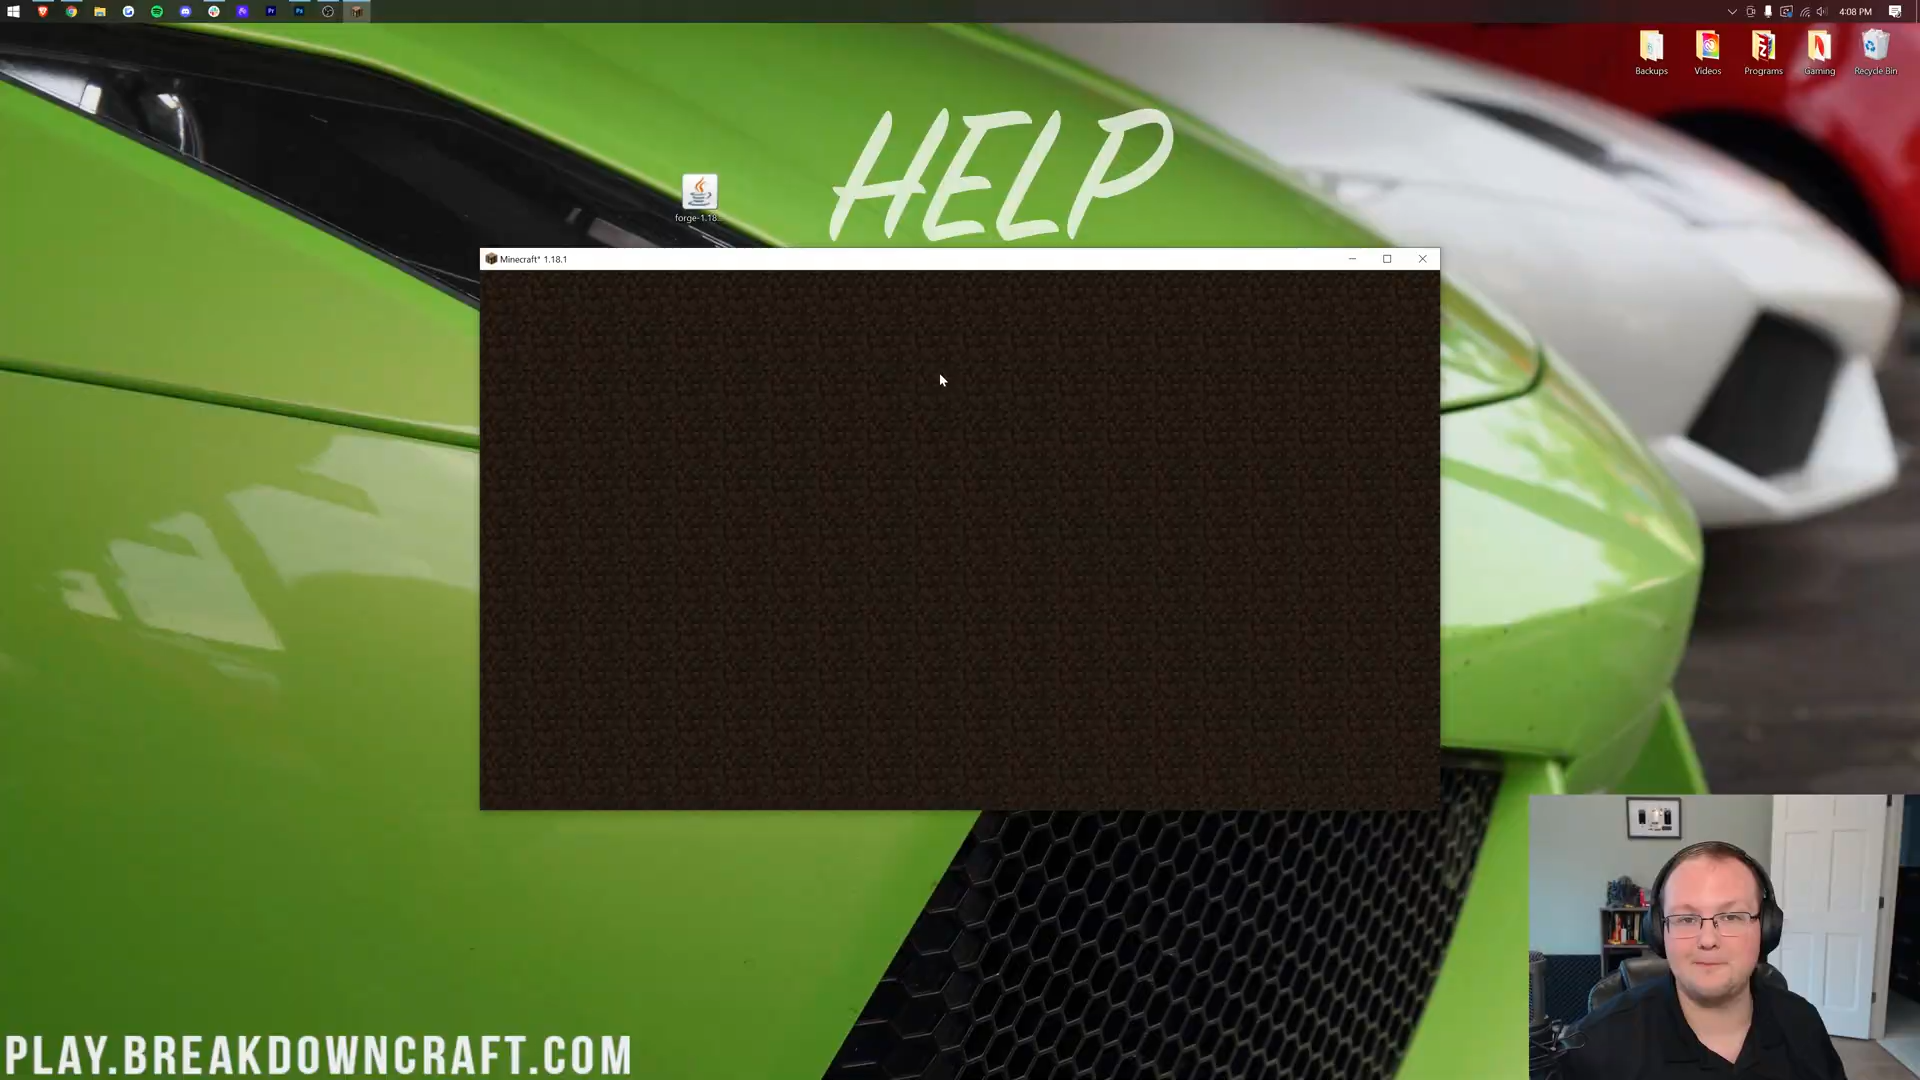 4:08 PM
Backups
Videos
Programs
Gaming
Recycle Bin
HELP
forge-1.18...
Minecraft* 1.18.1
PLAY.BREAKDOWNCRAFT.COM